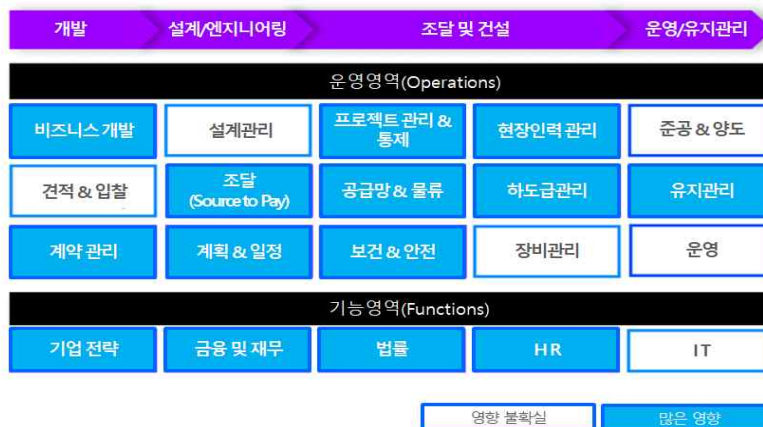 개발 설계/엔지니어링 조달 및 건설 운영/유지관리
운영영역(Operations)
비즈니스 개발 설계관리 프로젝트 관리 &
통제 현장인력 관리 준공 & 양도
견적 & 입찰 조달
(Source to Pay) 공급망 & 물류 하도급관리 유지관리
계약 관리 계획 & 일정 보건 & 안전 장비관리 운영
기능영역(Functions)
기업 전략 금융 및 재무 법률 HR IT
영향 불확실 많은 영향